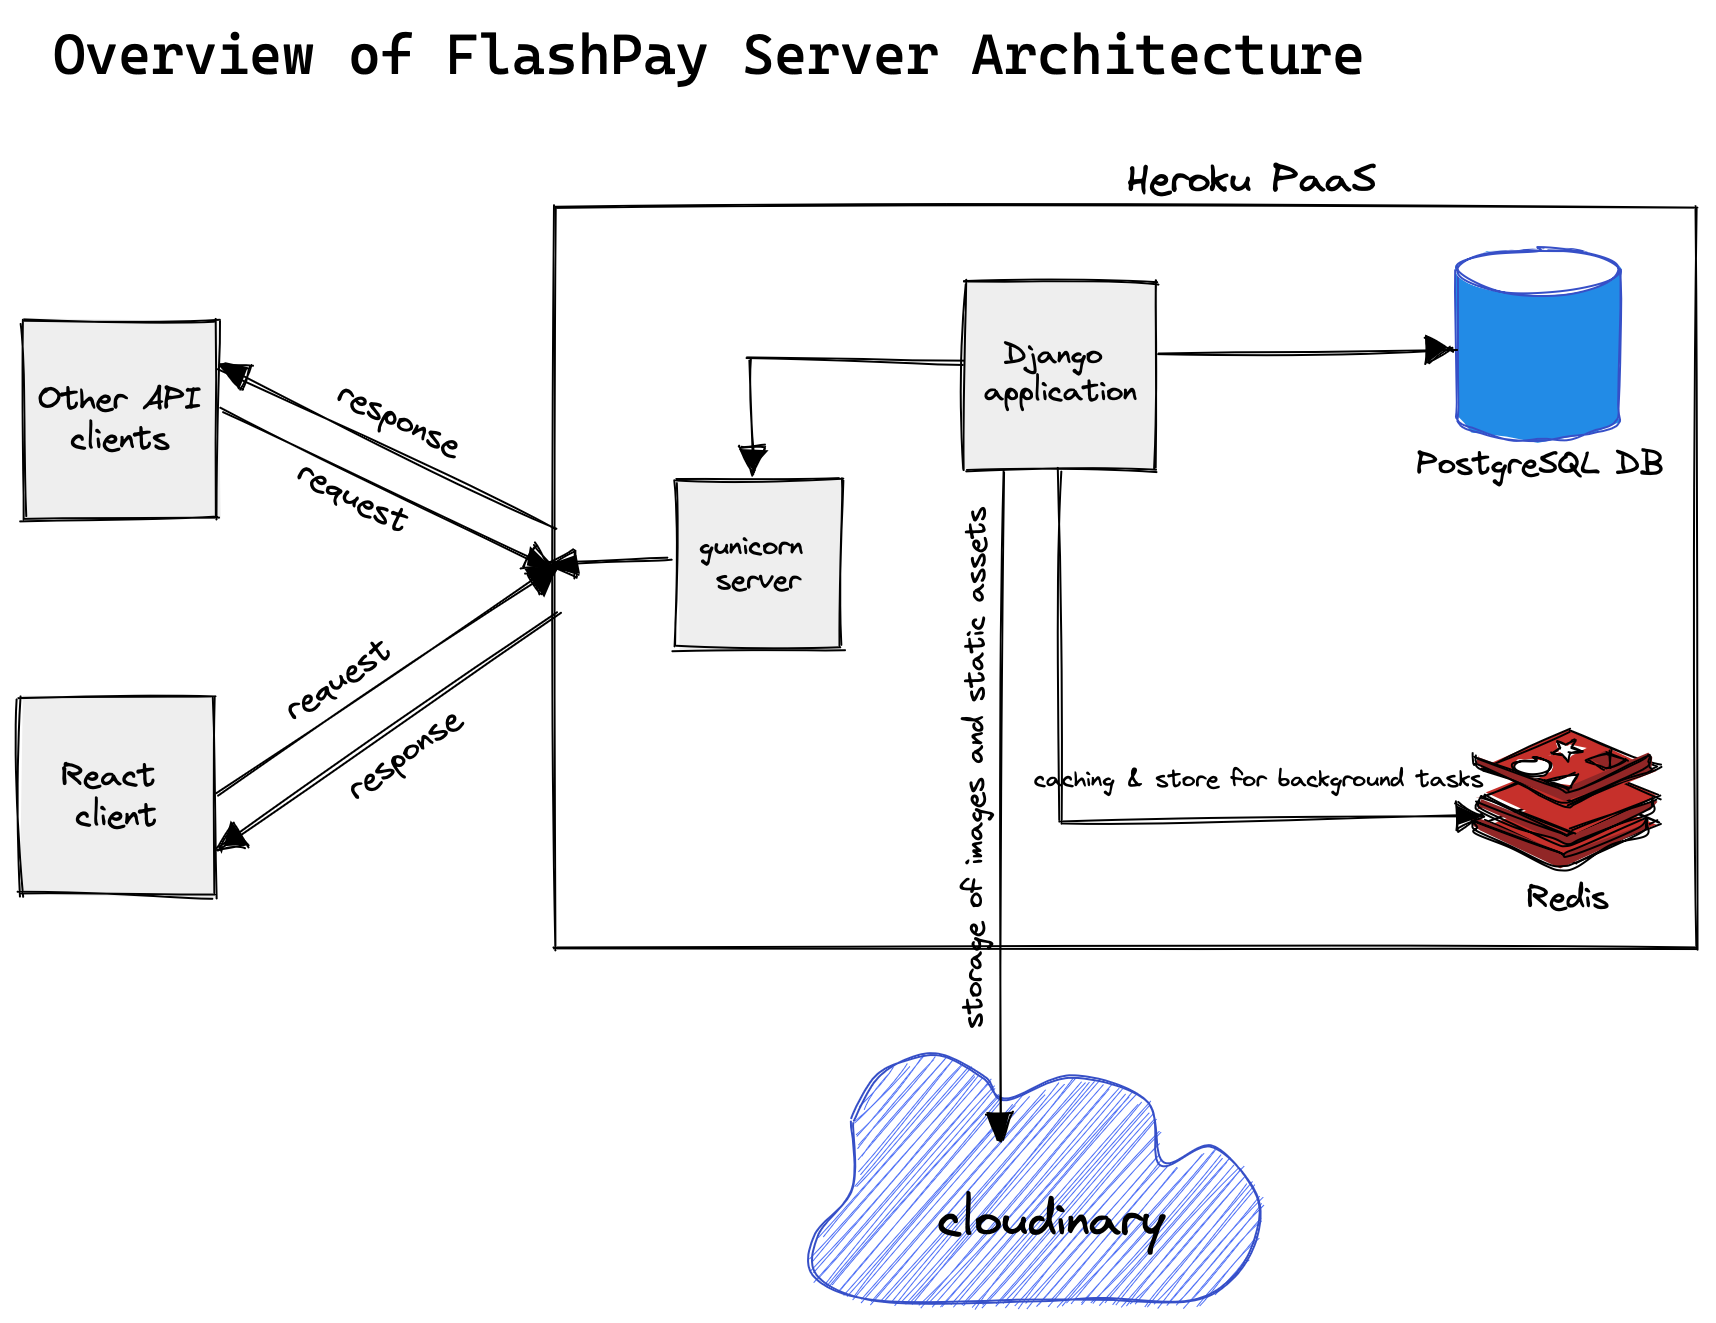 Overview of FlashPay Server Architecture
Heroku PaaS
Other API
clients
response
request
Django
application
PostgreSQL DB
gunicorn
server
storage of images and static assets
request
response
React
client
caching & store for background tasks
Redis
cloudinary